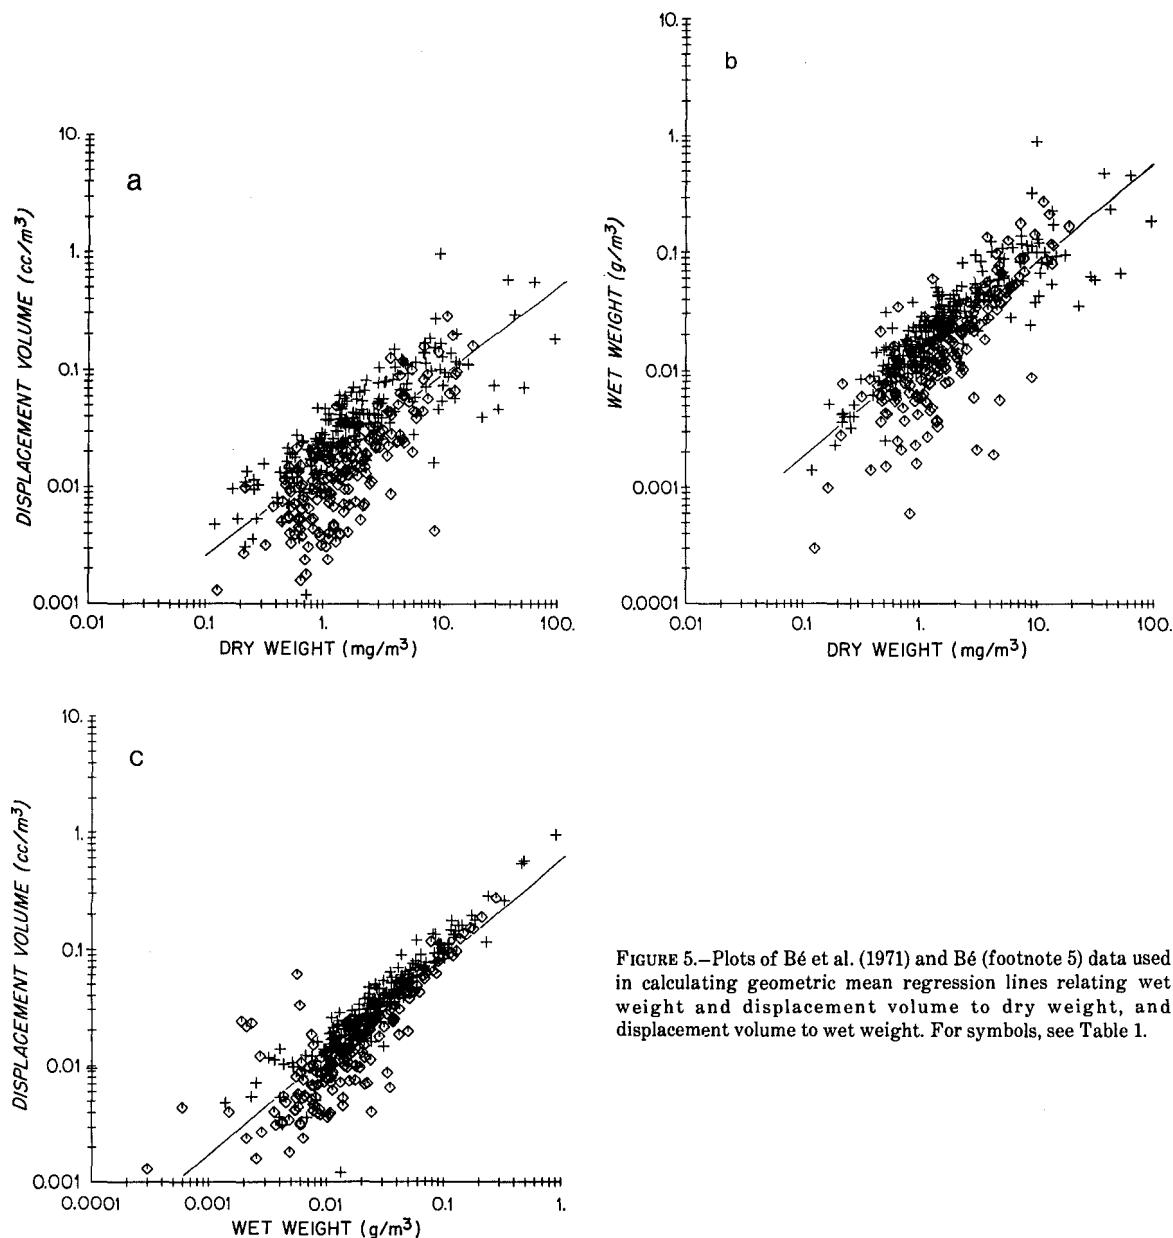 a
DISPLACEMENT VOLUME (cc/m³)
10.
1.
0.1
0.01
0.001
0.01 0.1 1. 10. 100.
DRY WEIGHT (mg/m³)
b
WET WEIGHT (g/m³)
10.
1.
0.1
0.01
0.001
0.0001
0.01 0.1 1. 10. 100.
DRY WEIGHT (mg/m³)
c
DISPLACEMENT VOLUME (cc/m³)
10.
1.
0.1
0.01
0.001
0.0001 0.001 0.01 0.1 1.
WET WEIGHT (g/m³)
FIGURE 5.—Plots of Bé et al. (1971) and Bé (footnote 5) data used
in calculating geometric mean regression lines relating wet
weight and displacement volume to dry weight, and
displacement volume to wet weight. For symbols, see Table 1.